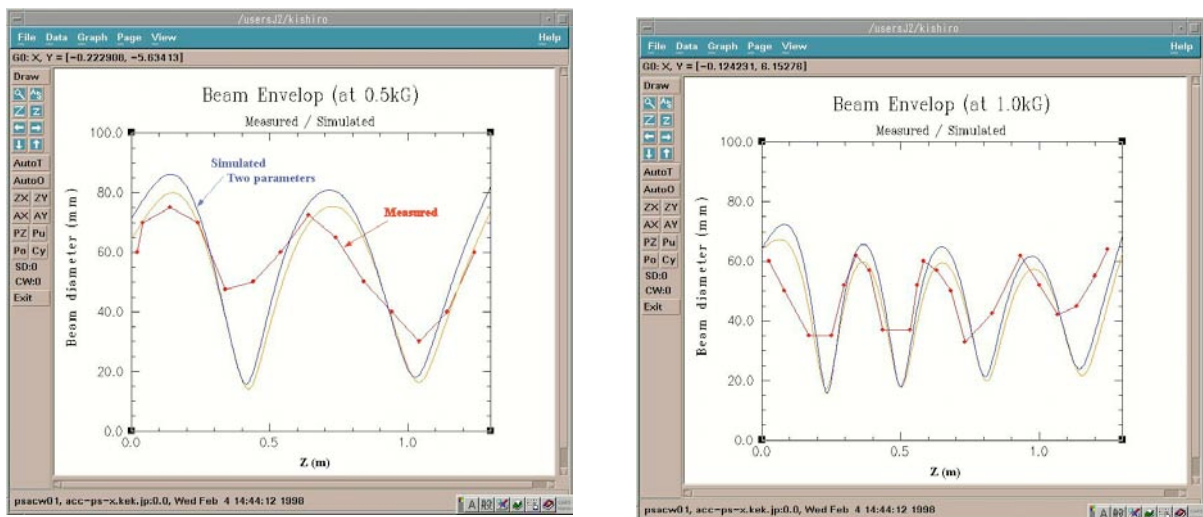 /usersJ2/kishiro
File Data Graph Page View Help
G0: X, Y = [-0.222908, -5.63413]
Draw
AutoT
AutoO
ZX ZY
AX AY
PZ Pu
Po Cy
SD:0
CW:0
Exit
Beam Envelop (at 0.5kG)
Measured / Simulated
100.0
80.0
60.0
40.0
20.0
0.0
Beam diameter (mm)
Simulated
Two parameters
Measured
0.0 0.5 1.0
Z (m)
psacw01, acc-ps-x.kek.jp:0.0, Wed Feb 4 14:44:12 1998
/usersJ2/kishiro
File Data Graph Page View Help
G0: X, Y = [-0.124231, 6.15276]
Draw
AutoT
AutoO
ZX ZY
AX AY
PZ Pu
Po Cy
SD:0
CW:0
Exit
Beam Envelop (at 1.0kG)
Measured / Simulated
100.0
80.0
60.0
40.0
20.0
0.0
Beam diameter (mm)
0.0 0.5 1.0
Z (m)
psacw01, acc-ps-x.kek.jp:0.0, Wed Feb 4 14:44:12 1998